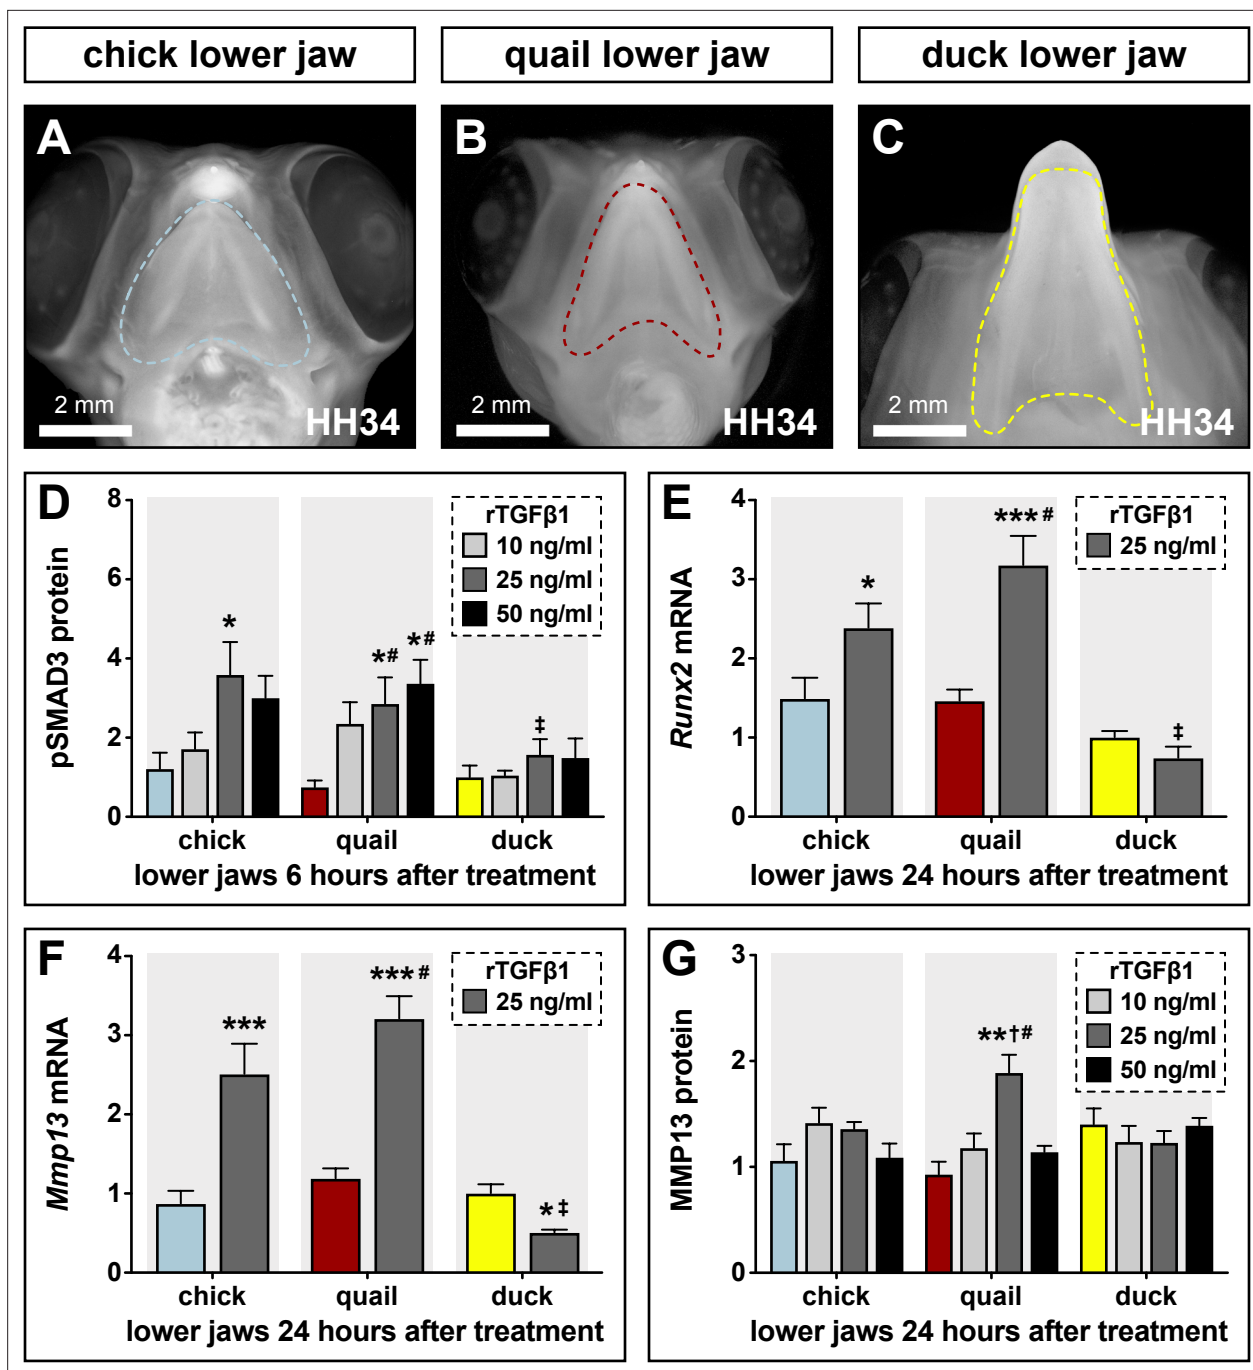 chick lower jaw
quail lower jaw
duck lower jaw
A
2 mm
HH34
B
2 mm
HH34
C
2 mm
HH34
D
pSMAD3 protein
8
6
4
2
0
*
*#
*#
‡
rTGFβ1
10 ng/ml
25 ng/ml
50 ng/ml
chick
quail
duck
lower jaws 6 hours after treatment
E
Runx2 mRNA
4
3
2
1
0
*
***#
‡
rTGFβ1
25 ng/ml
chick
quail
duck
lower jaws 24 hours after treatment
F
Mmp13 mRNA
4
3
2
1
0
***
***#
*‡
rTGFβ1
25 ng/ml
chick
quail
duck
lower jaws 24 hours after treatment
G
MMP13 protein
3
2
1
0
**†#
rTGFβ1
10 ng/ml
25 ng/ml
50 ng/ml
chick
quail
duck
lower jaws 24 hours after treatment